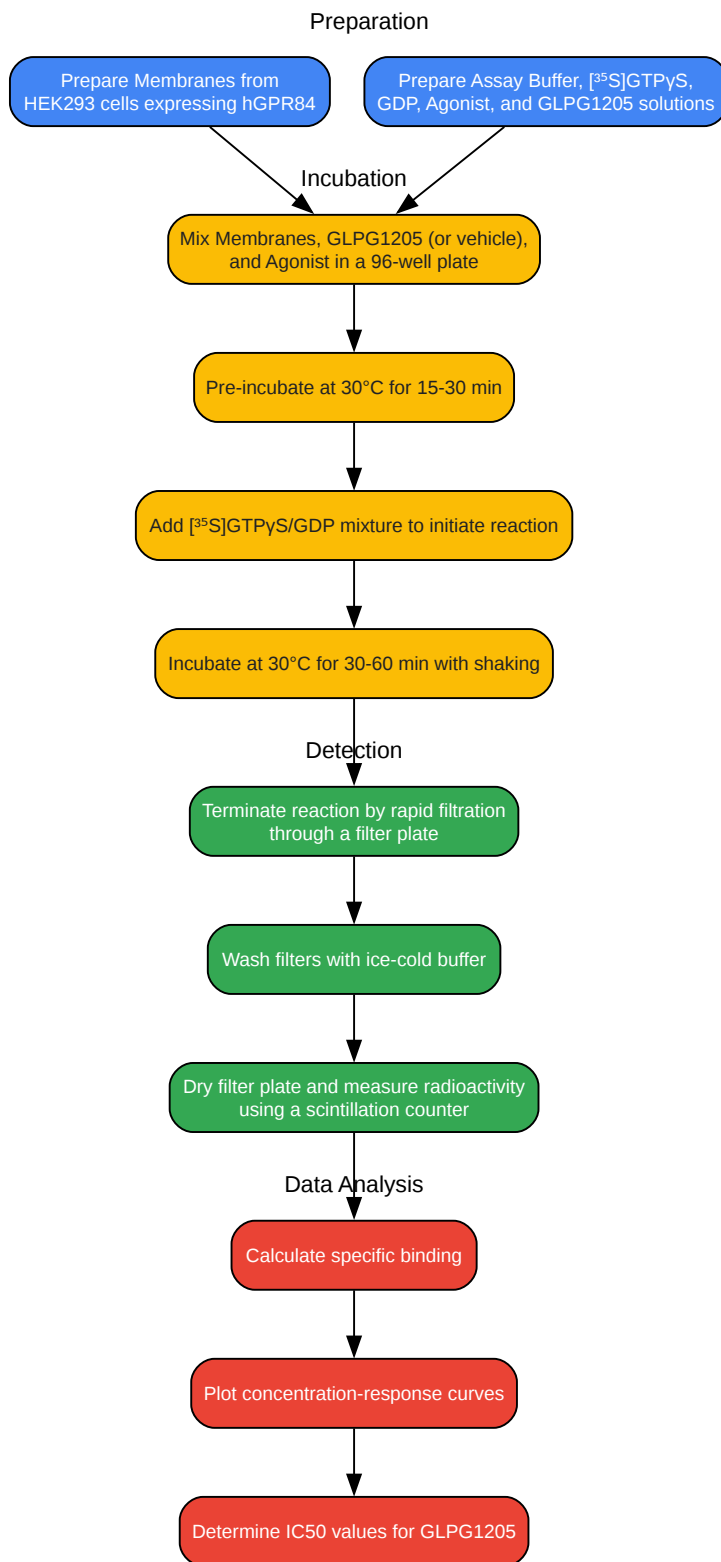 Preparation
Prepare Membranes from
HEK293 cells expressing hGPR84
Prepare Assay Buffer, [³⁵S]GTPγS,
GDP, Agonist, and GLPG1205 solutions
Incubation
Mix Membranes, GLPG1205 (or vehicle),
and Agonist in a 96-well plate
Pre-incubate at 30°C for 15-30 min
Add [³⁵S]GTPγS/GDP mixture to initiate reaction
Incubate at 30°C for 30-60 min with shaking
Detection
Terminate reaction by rapid filtration
through a filter plate
Wash filters with ice-cold buffer
Dry filter plate and measure radioactivity
using a scintillation counter
Data Analysis
Calculate specific binding
Plot concentration-response curves
Determine IC50 values for GLPG1205